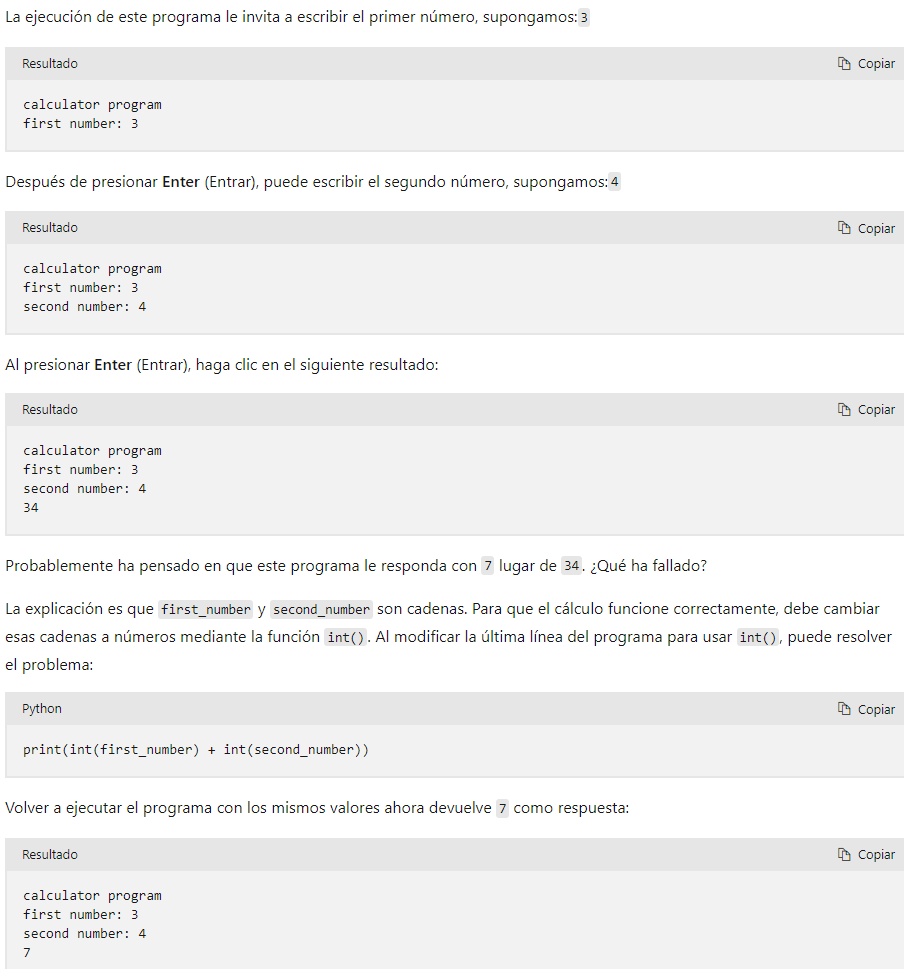 La ejecución de este programa le invita a escribir el primer número, supongamos: 3
Resultado
Copiar
calculator program
first number: 3
Después de presionar Enter (Entrar), puede escribir el segundo número, supongamos: 4
Resultado
Copiar
calculator program
first number: 3
second number: 4
Al presionar Enter (Entrar), haga clic en el siguiente resultado:
Resultado
Copiar
calculator program
first number: 3
second number: 4
34
Probablemente ha pensado en que este programa le responda con 7 lugar de 34. ¿Qué ha fallado?
La explicación es que first_number y second_number son cadenas. Para que el cálculo funcione correctamente, debe cambiar
esas cadenas a números mediante la función int(). Al modificar la última línea del programa para usar int(), puede resolver
el problema:
Python
Copiar
print(int(first_number) + int(second_number))
Volver a ejecutar el programa con los mismos valores ahora devuelve 7 como respuesta:
Resultado
Copiar
calculator program
first number: 3
second number: 4
7